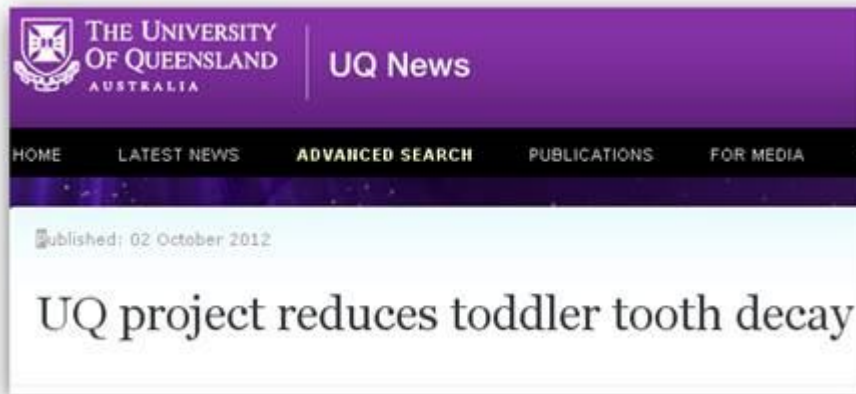 THE UNIVERSITY
OF QUEENSLAND
AUSTRALIA
UQ News
HOME LATEST NEWS ADVANCED SEARCH PUBLICATIONS FOR MEDIA
Published: 02 October 2012
UQ project reduces toddler tooth decay